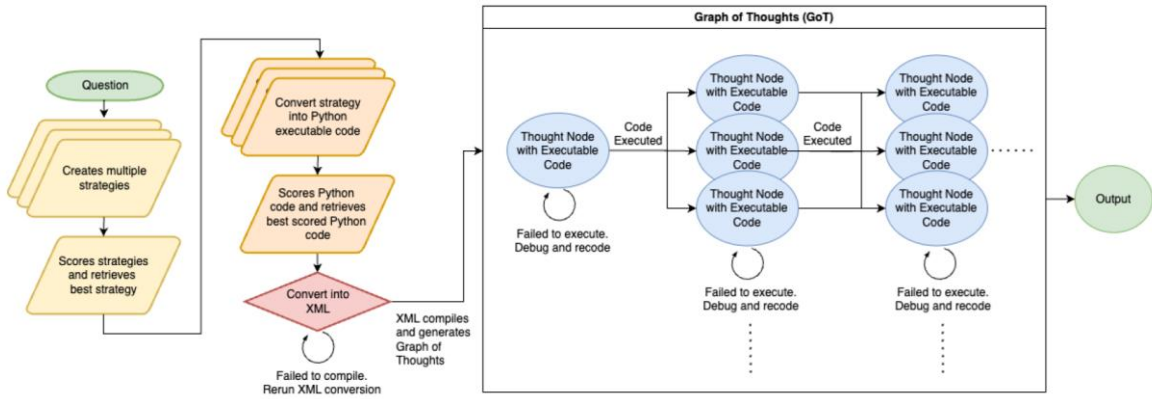 Question
Creates multiple
strategies
Scores strategies
and retrieves
best strategy
Convert strategy
into Python
executable code
Scores Python
code and retrieves
best scored Python
code
Convert into
XML
Failed to compile.
Rerun XML conversion
XML compiles
and generates
Graph of
Thoughts
Graph of Thoughts (GoT)
Thought Node
with Executable
Code
Failed to execute.
Debug and recode
Code
Executed
Thought Node
with Executable
Code
Thought Node
with Executable
Code
Thought Node
with Executable
Code
Failed to execute.
Debug and recode
Code
Executed
Thought Node
with Executable
Code
Thought Node
with Executable
Code
Thought Node
with Executable
Code
Failed to execute.
Debug and recode
Output